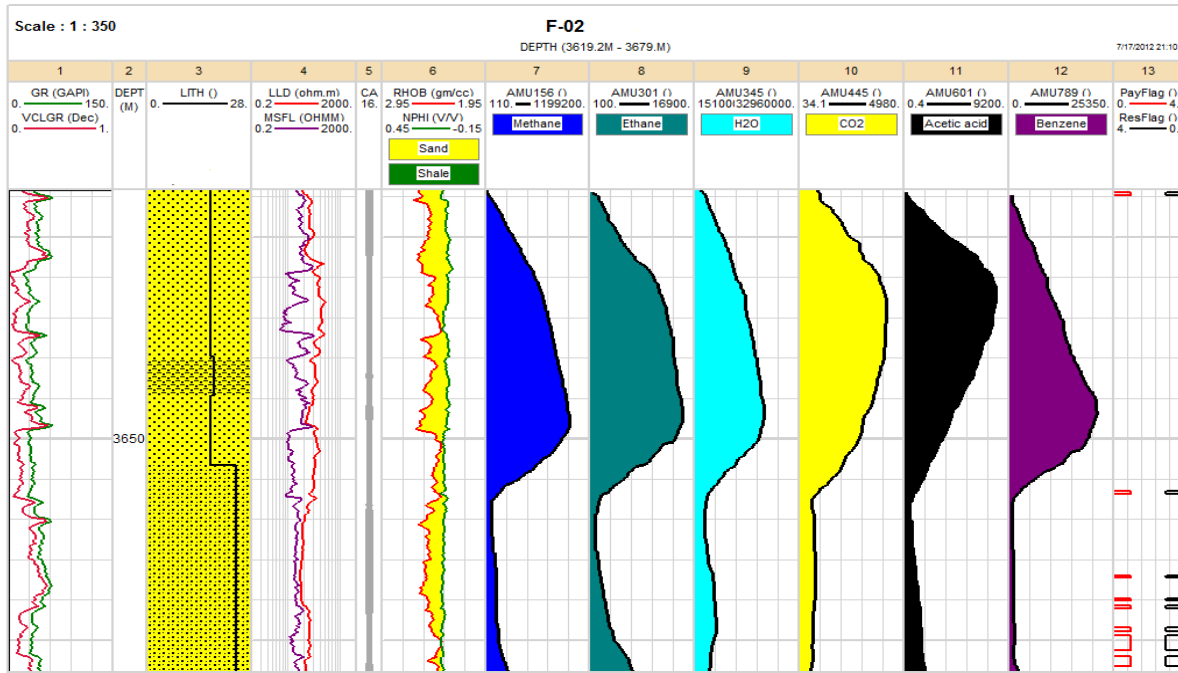 Scale : 1 : 350
F-02
DEPTH (3619.2M - 3679.M)
7/17/2012 21:10
1 2 3 4 5 6 7 8 9 10 11 12 13
GR (GAPI) DEPT LITH () LLD (ohm.m) CA RHOB (gm/cc) AMU156 () AMU301 () AMU345 () AMU445 () AMU601 () AMU789 () PayFlag ()
0. 150. (M) 0. 28. 0.2 2000. 16. 2.95 1.95 110. 1199200. 100. 16900. 15100(32960000. 34.1 4980. 0.4 9200. 0. 25350. 0. 4.
VCLGR (Dec) MSFL (OHMM) NPHI (V/V) Methane Ethane H2O CO2 Acetic acid Benzene ResFlag ()
0. 1. 0.2 2000. 0.45 -0.15 4. 0.
Sand
Shale
3650